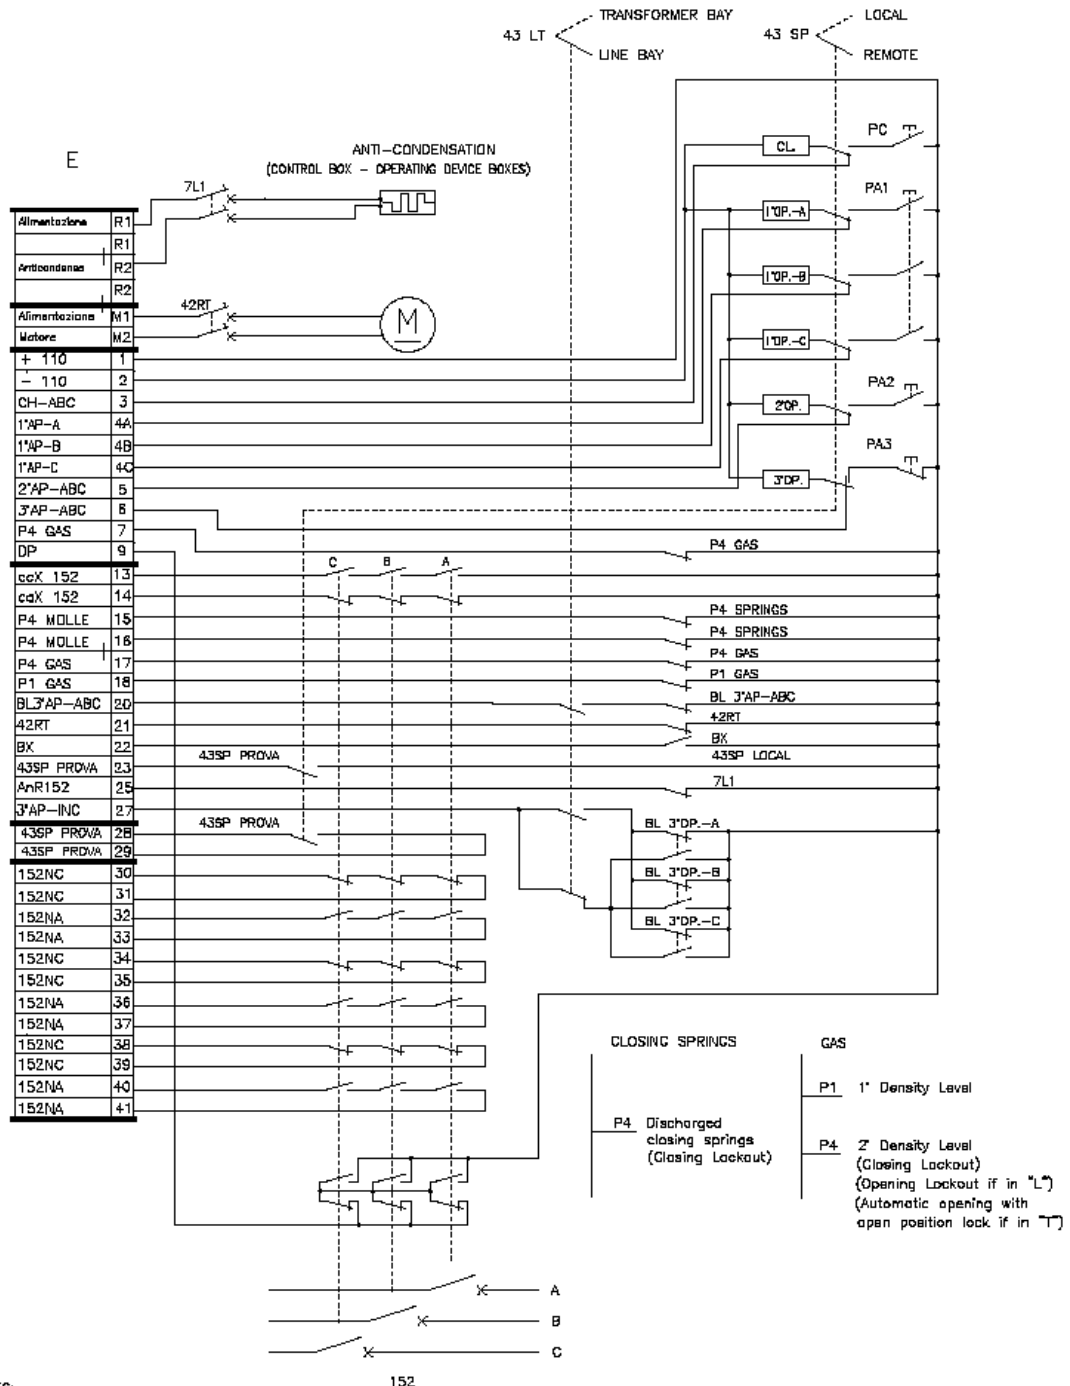 TRANSFORMER BAY
43 LT
LINE BAY
LOCAL
43 SP
REMOTE
E
ANTI-CONDENSATION
(CONTROL BOX - OPERATING DEVICE BOXES)
7L1
42RT
M
PC
CL.
PA1
1°OP.-A
1°OP.-B
1°OP.-C
PA2
2°OP.
PA3
3°OP.
Alimentazione R1
R1
Anticondensa R2
R2
Alimentazione M1
Motore M2
+ 110 1
- 110 2
CH-ABC 3
1°AP-A 4A
1°AP-B 4B
1°AP-C 4C
2°AP-ABC 5
3°AP-ABC 6
P4 GAS 7
DP 9
ccX 152 13
caX 152 14
P4 MOLLE 15
P4 MOLLE 16
P4 GAS 17
P1 GAS 18
BL3°AP-ABC 20
42RT 21
BX 22
43SP PROVA 23
AnR152 25
3°AP-INC 27
43SP PROVA 28
43SP PROVA 29
152NC 30
152NC 31
152NA 32
152NA 33
152NC 34
152NC 35
152NA 36
152NA 37
152NC 38
152NC 39
152NA 40
152NA 41
C B A
P4 GAS
P4 SPRINGS
P4 SPRINGS
P4 GAS
P1 GAS
BL 3°AP-ABC
42RT
BX
43SP PROVA
43SP LOCAL
7L1
43SP PROVA
BL 3°OP.-A
BL 3°OP.-B
BL 3°OP.-C
CLOSING SPRINGS
P4 Discharged
closing springs
(Closing Lockout)
GAS
P1 1° Density Level
P4 2° Density Level
(Closing Lockout)
(Opening Lockout if in "L")
(Automatic opening with
open position lock if in "T")
A
B
C
152